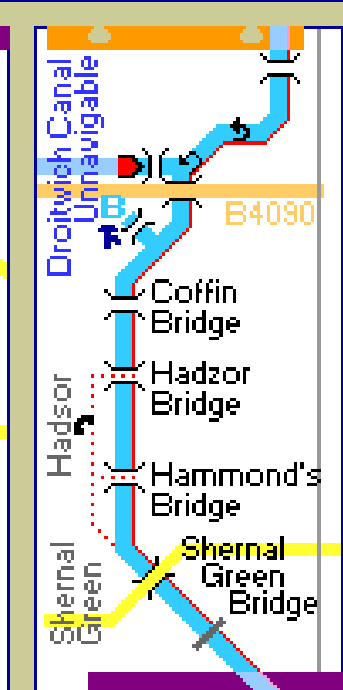 Droitwich Canal
Unnavigable
B
B4090
Coffin
Bridge
Hadzor
Bridge
Hadsor
Hammond's
Bridge
Shernal
Green
Bridge
Shernal
Green